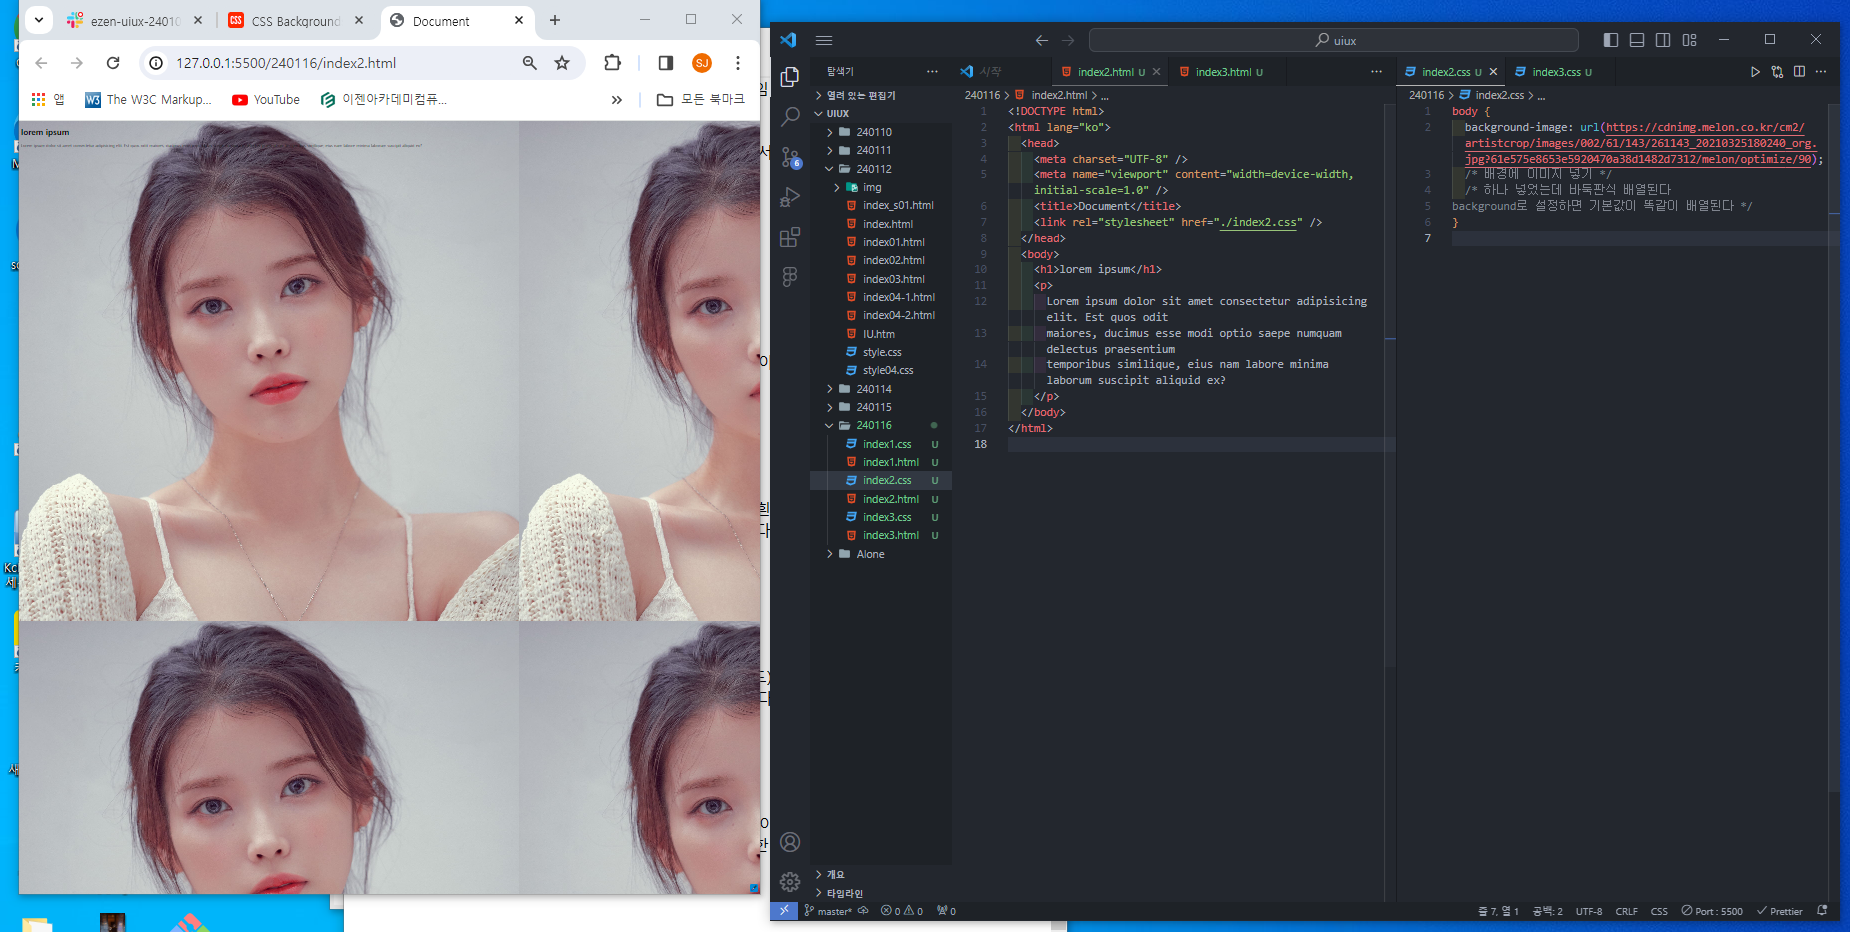 ezen-uiux-24010
CSS Background
Document
127.0.0.1:5500/240116/index2.html
SJ
앱
The W3C Markup...
YouTube
이젠아카데미컴퓨...
모든 북마크
lorem ipsum
uiux
탐색기
열려 있는 편집기
UIUX
240110
240111
240112
img
index_s01.html
index.html
index01.html
index02.html
index03.html
index04-1.html
index04-2.html
IU.htm
style.css
style04.css
240114
240115
240116
index1.css U
index1.html U
index2.css U
index2.html U
index3.css U
index3.html U
Alone
개요
타임라인
시작
index2.html U
index3.html U
240116 > index2.html > ...
1 <!DOCTYPE html>
2 <html lang="ko">
3 <head>
4 <meta charset="UTF-8" />
5 <meta name="viewport" content="width=device-width,
initial-scale=1.0" />
6 <title>Document</title>
7 <link rel="stylesheet" href="./index2.css" />
8 </head>
9 <body>
10 <h1>lorem ipsum</h1>
11 <p>
12 Lorem ipsum dolor sit amet consectetur adipisicing
elit. Est quos odit
13 maiores, ducimus esse modi optio saepe numquam
delectus praesentium
14 temporibus similique, eius nam labore minima
laborum suscipit aliquid ex?
15 </p>
16 </body>
17 </html>
18
index2.css U
index3.css U
240116 > index2.css > ...
1 body {
2 background-image: url(https://cdnimg.melon.co.kr/cm2/
artistcrop/images/002/61/143/261143_20210325180240_org.
jpg?61e575e8653e5920470a38d1482d7312/melon/optimize/90);
3 /* 배경에 이미지 넣기 */
4 /* 하나 넣었는데 바둑판식 배열된다
5 background로 설정하면 기본값이 똑같이 배열된다 */
6 }
7
master*
0 0
0
줄 7, 열 1
공백: 2
UTF-8
CRLF
CSS
Port : 5500
Prettier